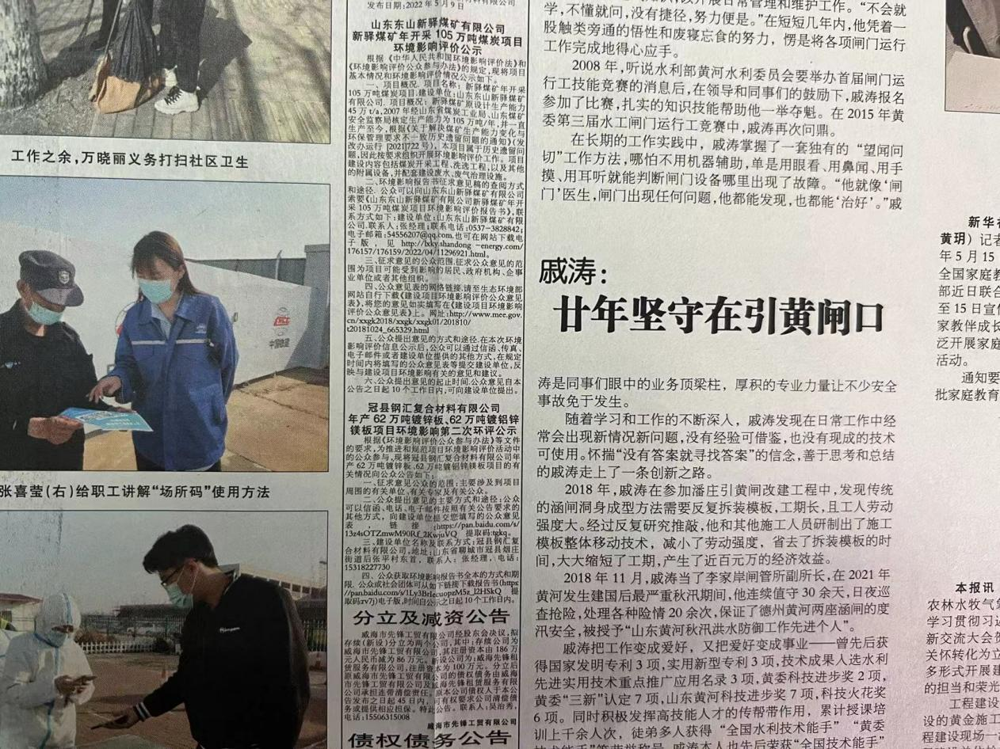 工作之余,万晓丽义务打扫社区卫生
中国铁建
张喜莹(右)给职工讲解“场所码”使用方法
发布日期:2022年5月9日
山东东山新驿煤矿有限公司
新驿煤矿年开采105万吨煤炭项目
环境影响评价公示
根据《中华人民共和国环境影响评价法》和
《环境影响评价公众参与办法》的规定,现将项目
基本情况和环境影响评价情况公示如下。
一、项目概况.项目名称:新驿煤矿年开采
105万吨煤炭项目.建设单位:山东东山新驿煤矿
有限公司.项目概况:新驿煤矿原设计生产能力
45万t/a,2007年经山东省煤炭工业局、山东煤矿
安全监察局核定生产能力为105万吨/年,并一直
生产至今,根据《关于解决煤矿生产能力变化与
环保管理要求不一致历史遗留问题的通知》(发
改办运行[2021]722号),本项目属于历史遗留问
题,因此按要求组织开展环境影响评价工作。项目
建设内容包括煤炭开采工程、洗选工程,以及其他
的附属设备,并配套建设废水、废气治理设施。
二、环境影响报告书征求意见稿的查阅方式
和途径.公众可以向山东东山新驿煤矿有限公司
索要《山东东山新驿煤矿有限公司新驿煤矿年开
采105万吨煤炭项目环境影响评价报告书》,联
系方式如下:建设单位:山东东山新驿煤矿有限
公司.联系人:张经理;联系电话:0537-3828842;
电子邮箱:54556207@qq.com,也可在网站下载电
子版,见http://lxky.shandong-energy.com/
176157/176159/2022/04/11296921.html。
三、征求意见的公众范围.征求公众意见的范
围为项目可能受到影响的居民、政府机构、企事
业单位或者其他组织。
四、公众意见表的网络链接.请至生态环境部
网站自行下载《建设项目环境影响评价公众意见
表》,将您的意见如实填写在《建设项目环境影响
评价公众意见表》上。网址:http://www.mee.gov.
cn/xxgk2018/xxgk/xxgk01/201810/
t20181024_665329.html
五、公众提出意见的方式和途径.在本次环境
影响评价信息公示后,公众可以通过信函、传真、
电子邮件或者建设单位提供的其他方式,在规定
时间内将填写的公众意见表等提交建设单位,反
映与建设项目环境影响有关的意见和建议。
六、公众提出意见的起止时间.公众意见自本
公告之日起10个工作日内,可向建设单位提出。
冠县钢汇复合材料有限公司
年产62万吨镀锌板、62万吨镀铝锌
镁板项目环境影响第二次环评公示
根据《环境影响评价公众参与办法》等文件
的要求,为推进和规范项目环境影响评价活动中
的公众参与,现将冠县钢汇复合材料有限公司年
产62万吨镀锌板、62万吨镀铝锌镁板项目的有
关情况向公众公告如下:
一、征求公众意见的范围:主要涉及到项目
周围的有关单位、有关专家及有关公众。
二、公众提出意见的主要方式和途径:公众
可以信函、电话、电子邮件按照有关公告要求的
其他方式,向建设单位提交您填写的公众意见
表,链接:https://pan.baidu.com/s/
13z4sOTZmwM90Rf_2KwjuVQ 提取码:tgkq。
三、建设单位名称及联系方式:冠县钢汇复
合材料有限公司,地址:山东省聊城市冠县烟庄
街道后张平村东首,联系人:张经理,电话:
15318227730
四、公众获取环境影响报告书全本的方式和期
限.公众或社会团体可从如下链接下载报告书(https:
//pan.baidu.com/s/1Ly3BrIecuopzM5z_l2HSkQ 提
取码:rv7j)电子版,时间自公示之日起10个工作日内。
分立及减资公告
威海市先锋工贸有限公司经股东会决议,拟
存续(新设)分立为两个公司,其中:存续公司为
威海市先锋工贸有限公司,其注册资本由186万
元人民币减为86万元。新设公司为:威海先锋租
赁服务有限公司,注册资本为100万元。分立后
原威海市先锋工贸有限公司的债权债务由威海
市先锋工贸有限公司及威海先锋租赁服务有限
公司承担连带清偿责任。原本公司债权人于本公
告发布之日起45日内,可有权要求公司清偿债
务或提供相应担保。特此公告。联系人:吴治秀,
电话:15506315008
威海市先锋工贸有限公司
债权债务公告
学,不懂就问,没有捷径,努力便是。”在短短几年内,他凭着一
股触类旁通的悟性和废寝忘食的努力,愣是将各项闸门运行
工作完成地得心应手。
2008年,听说水利部黄河水利委员会要举办首届闸门运
行工技能竞赛的消息后,在领导和同事们的鼓励下,戚涛报名
参加了比赛,扎实的知识技能帮助他一举夺魁。在2015年黄
委第三届水工闸门运行工竞赛中,戚涛再次问鼎。
在长期的工作实践中,戚涛掌握了一套独有的“望闻问
切”工作方法,哪怕不用机器辅助,单是用眼看、用鼻闻、用手
摸、用耳听就能判断闸门设备哪里出现了故障。“他就像‘闸
门’医生,闸门出现任何问题,他都能发现,也都能‘治好’。”戚
戚涛:
廿年坚守在引黄闸口
涛是同事们眼中的业务顶梁柱,厚积的专业力量让不少安全
事故免于发生。
随着学习和工作的不断深入,戚涛发现在日常工作中经
常会出现新情况新问题,没有经验可借鉴,也没有现成的技术
可使用。怀揣“没有答案就寻找答案”的信念,善于思考和总结
的戚涛走上了一条创新之路。
2018年,戚涛在参加潘庄引黄闸改建工程中,发现传统
的涵闸洞身成型方法需要反复拆装模板,工期长,且工人劳动
强度大。经过反复研究推敲,他和其他施工人员研制出了施工
模板整体移动技术,减小了劳动强度,省去了拆装模板的时
间,大大缩短了工期,产生了近百元万的经济效益。
2018年11月,戚涛当了李家岸闸管所副所长,在2021年
黄河发生建国后最严重秋汛期间,他连续值守30余天,日夜巡
查抢险,处理各种险情20余次,保证了德州黄河两座涵闸的度
汛安全,被授予“山东黄河秋汛洪水防御工作先进个人”。
戚涛把工作变成爱好,又把爱好变成事业——曾先后获
得国家发明专利3项,实用新型专利3项,技术成果入选水利
先进实用技术重点推广应用名录3项,黄委科技进步奖2项,
黄委“三新”认定7项,山东黄河科技进步奖7项,科技火花奖
6项。同时积极发挥高技能人才的传帮带作用,累计授课培
训上千余人次,徒弟多人获得“全国水利技术能手”“黄委
新华社
黄玥)记者
年5月15
全国家庭教
部近日联合
至15日宣传
家教伴成长
泛开展家庭
活动。
通知要
批家庭教育
本报讯
农林水牧气象
学习贯彻习近
新交流大会很
关怀转化为立
多形式开展建
的担当和荣光
工程建设
设的黄金施工
程建设现场一